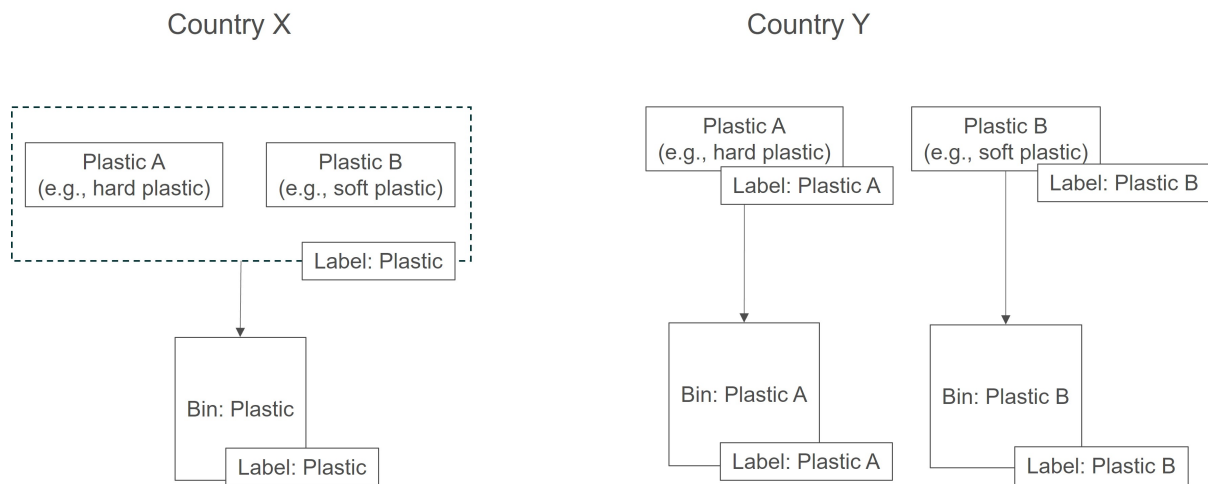 Country X
Plastic A
(e.g., hard plastic)
Plastic B
(e.g., soft plastic)
Label: Plastic
Bin: Plastic
Label: Plastic
Country Y
Plastic A
(e.g., hard plastic)
Label: Plastic A
Plastic B
(e.g., soft plastic)
Label: Plastic B
Bin: Plastic A
Label: Plastic A
Bin: Plastic B
Label: Plastic B